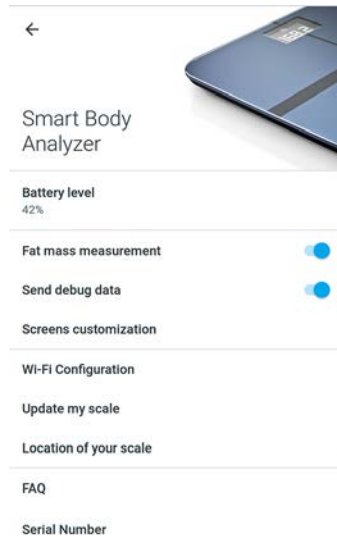 Smart Body
Analyzer
Battery level
42%
Fat mass measurement
Send debug data
Screens customization
Wi-Fi Configuration
Update my scale
Location of your scale
FAQ
Serial Number